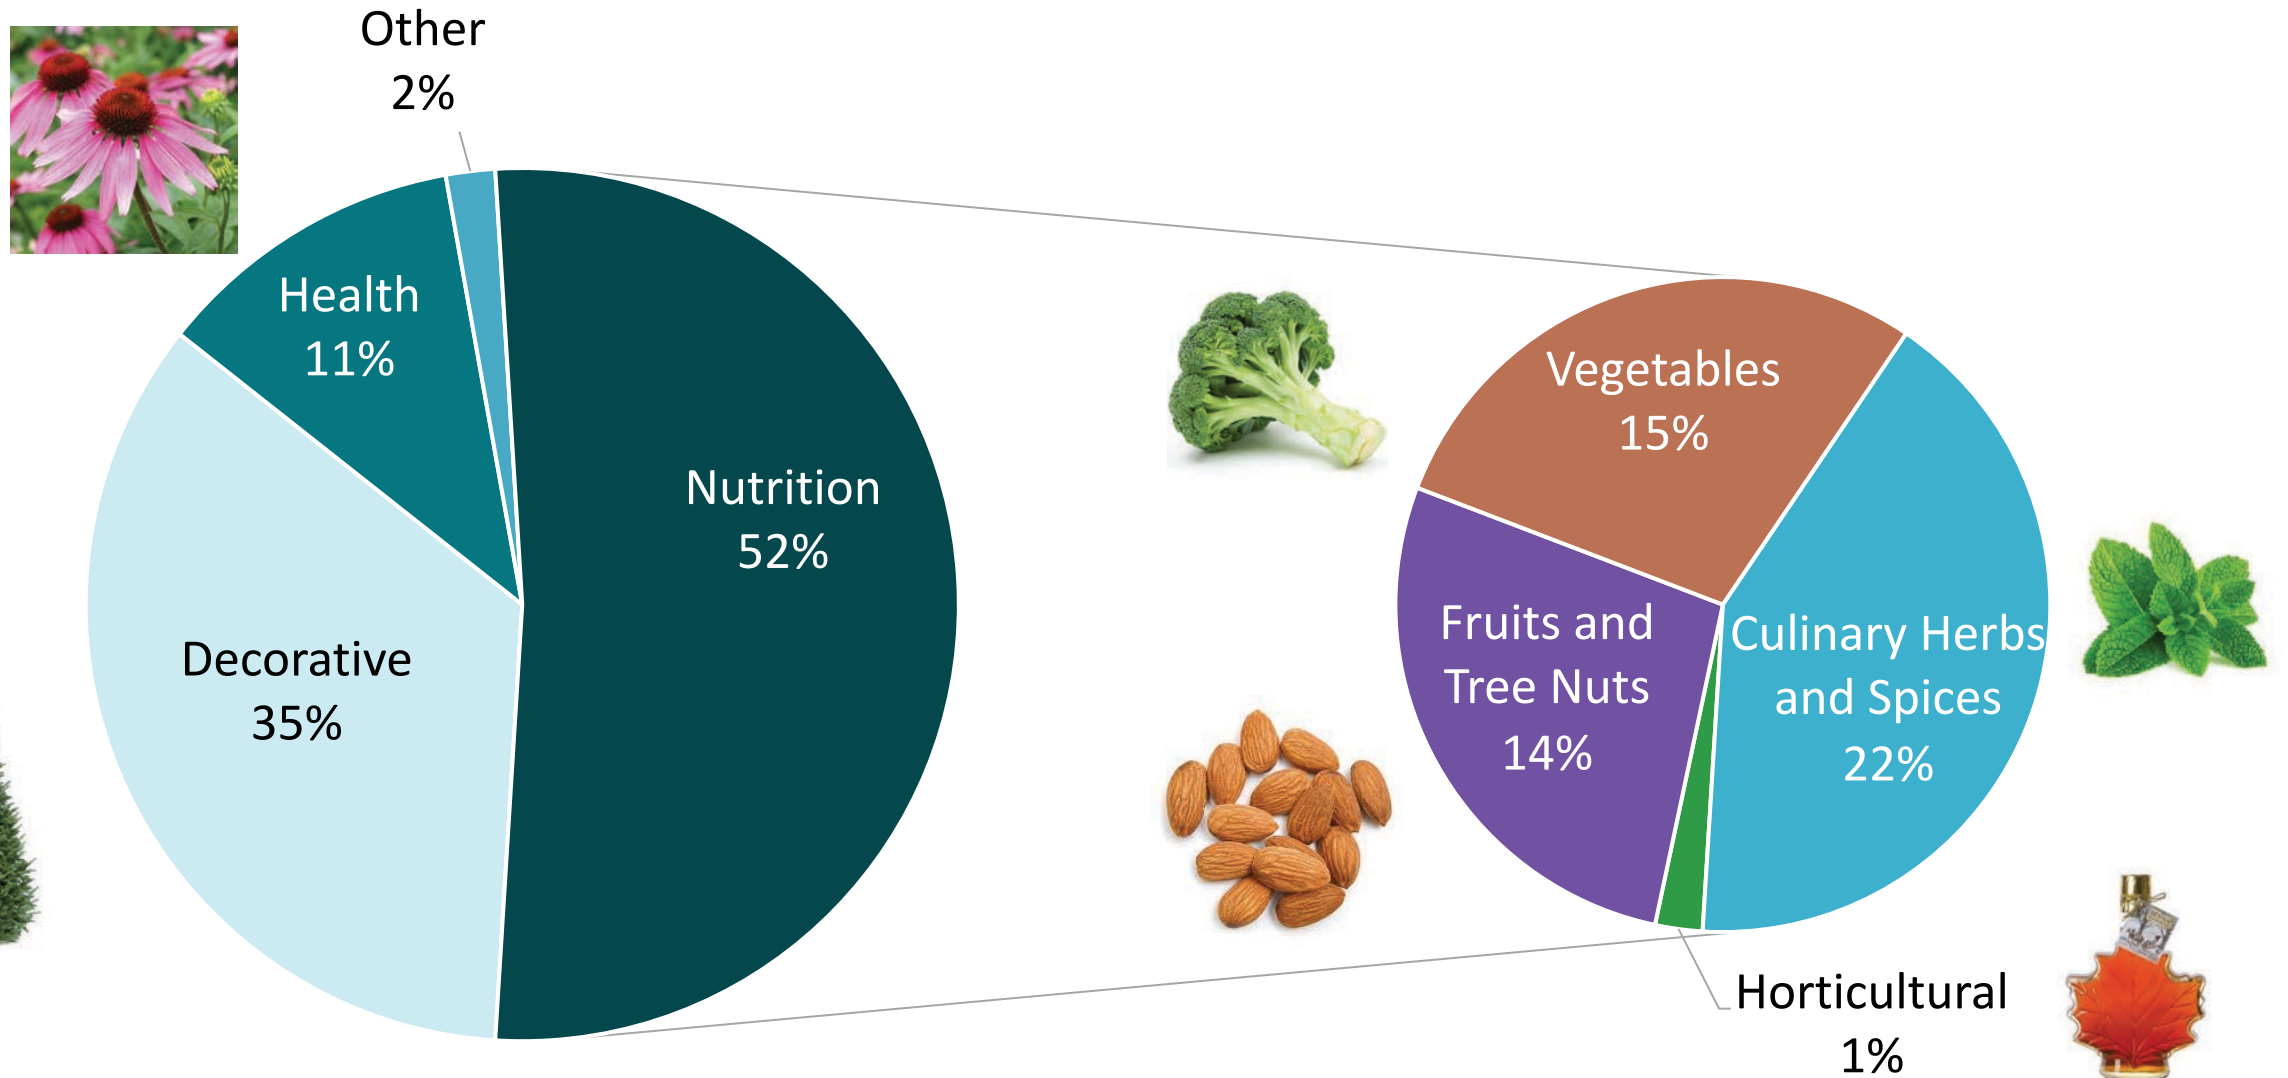 Other
2%
Health
11%
Nutrition
52%
Decorative
35%
Vegetables
15%
Fruits and
Tree Nuts
14%
Culinary Herbs
and Spices
22%
Horticultural
1%